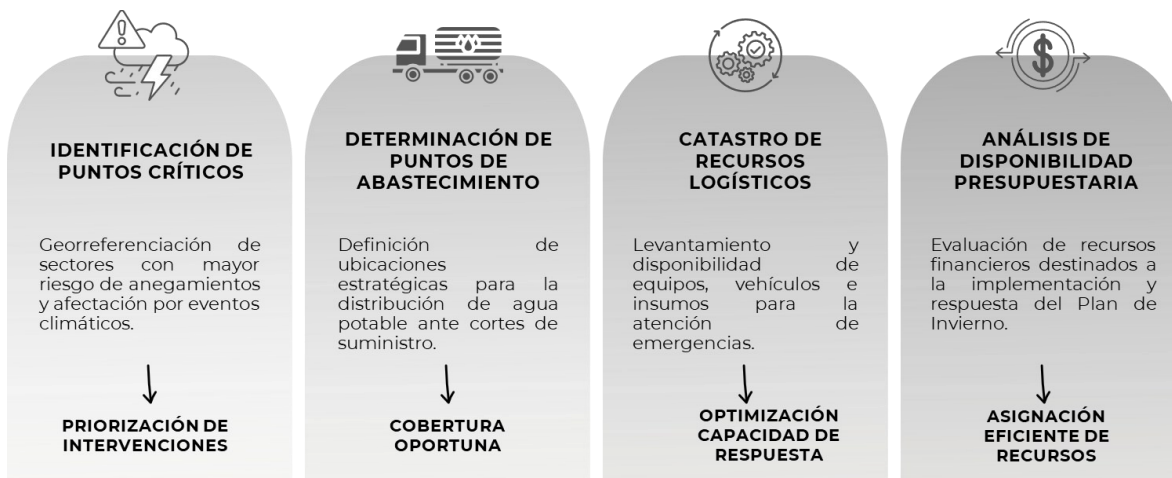 IDENTIFICACIÓN DE
PUNTOS CRÍTICOS
Georreferenciación de
sectores con mayor
riesgo de anegamientos
y afectación por eventos
climáticos.
PRIORIZACIÓN DE
INTERVENCIONES
DETERMINACIÓN DE
PUNTOS DE
ABASTECIMIENTO
Definición de
ubicaciones
estratégicas para la
distribución de agua
potable ante cortes de
suministro.
COBERTURA
OPORTUNA
CATASTRO DE
RECURSOS
LOGÍSTICOS
Levantamiento y
disponibilidad de
equipos, vehículos e
insumos para la
atención de
emergencias.
OPTIMIZACIÓN
CAPACIDAD DE
RESPUESTA
ANÁLISIS DE
DISPONIBILIDAD
PRESUPUESTARIA
Evaluación de recursos
financieros destinados a
la implementación y
respuesta del Plan de
Invierno.
ASIGNACIÓN
EFICIENTE DE
RECURSOS